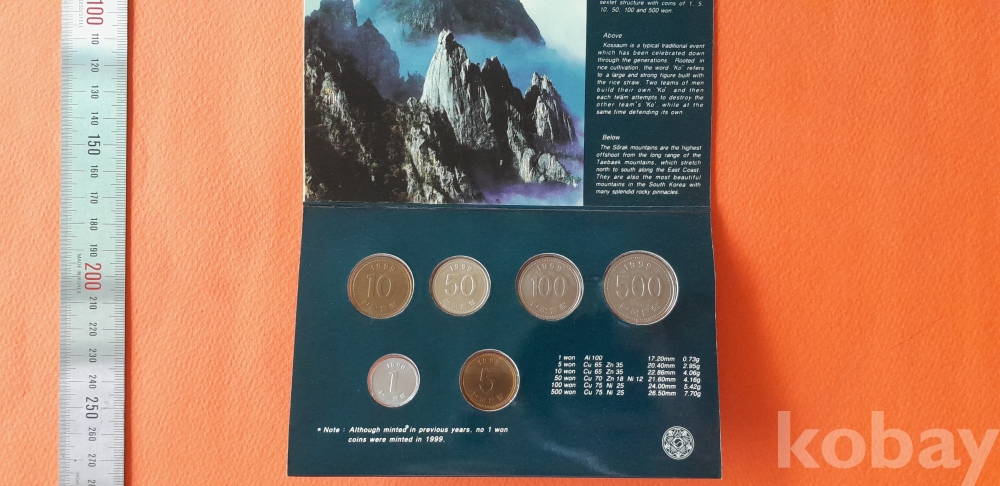 sextet structure with coins of 1, 5,
10, 50, 100 and 500 won.
Above
Kossaum is a typical traditional event
which has been celebrated down
through the generations. Rooted in
rice cultivation, the word 'Ko' refers
to a large and strong figure built with
the rice straw. Two teams of men
build their own 'Ko' and then
each team attempts to destroy the
other team's 'Ko' while at the
same time defending its own.
Below
The Sŏrak mountains are the highest
offshoot from the long range of the
Taebaek mountains, which stretch
north to south along the East Coast.
They are also the most beautiful
mountains in the South Korea with
many splendid rocky pinnacles.
1999
10
1999
50
1999
100
1999
500
1
5
1 won Al 100 17.20mm 0.73g
5 won Cu 65 Zn 35 20.40mm 2.95g
10 won Cu 65 Zn 35 22.86mm 4.06g
50 won Cu 70 Zn 18 Ni 12 21.60mm 4.16g
100 won Cu 75 Ni 25 24.00mm 5.42g
500 won Cu 75 Ni 25 26.50mm 7.70g
* Note : Although minted in previous years, no 1 won
coins were minted in 1999.
100
110
120
130
140
150
160
170
180
190
200
210
220
230
240
250
260
MADE IN KOREA
kobay